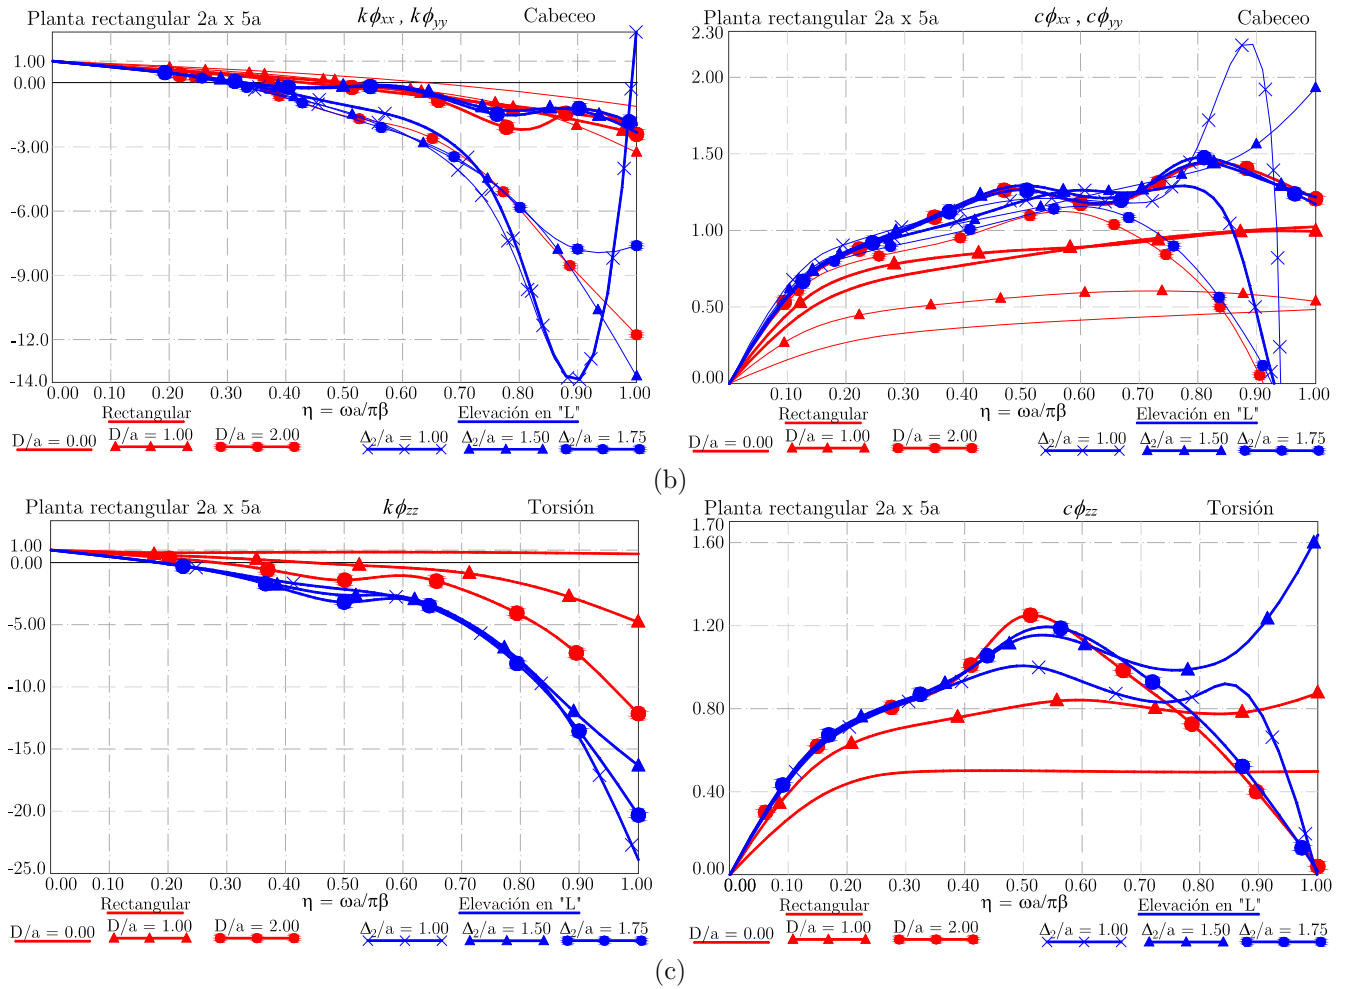 Planta rectangular 2a x 5a kϕxx , kϕyy Cabeceo
1.00
0.00
-3.00
-6.00
-9.00
-12.0
-14.0
0.00 0.10 0.20 0.30 0.40 0.50 0.60 0.70 0.80 0.90 1.00
η = ωa/πβ
Rectangular
Elevación en "L"
D/a = 0.00 D/a = 1.00 D/a = 2.00 Δ2/a = 1.00 Δ2/a = 1.50 Δ2/a = 1.75
Planta rectangular 2a x 5a cϕxx , cϕyy Cabeceo
2.30
2.00
1.50
1.00
0.50
0.00
0.10 0.20 0.30 0.40 0.50 0.60 0.70 0.80 0.90 1.00
η = ωa/πβ
Rectangular
Elevación en "L"
D/a = 0.00 D/a = 1.00 D/a = 2.00 Δ2/a = 1.00 Δ2/a = 1.50 Δ2/a = 1.75
(b)
Planta rectangular 2a x 5a kϕzz Torsión
1.00
0.00
-5.00
-10.0
-15.0
-20.0
-25.0
0.00 0.10 0.20 0.30 0.40 0.50 0.60 0.70 0.80 0.90 1.00
η = ωa/πβ
Rectangular
Elevación en "L"
D/a = 0.00 D/a = 1.00 D/a = 2.00 Δ2/a = 1.00 Δ2/a = 1.50 Δ2/a = 1.75
Planta rectangular 2a x 5a cϕzz Torsión
1.70
1.60
1.20
0.80
0.40
0.00
0.00 0.10 0.20 0.30 0.40 0.50 0.60 0.70 0.80 0.90 1.00
η = ωa/πβ
Rectangular
Elevación en "L"
D/a = 0.00 D/a = 1.00 D/a = 2.00 Δ2/a = 1.00 Δ2/a = 1.50 Δ2/a = 1.75
(c)